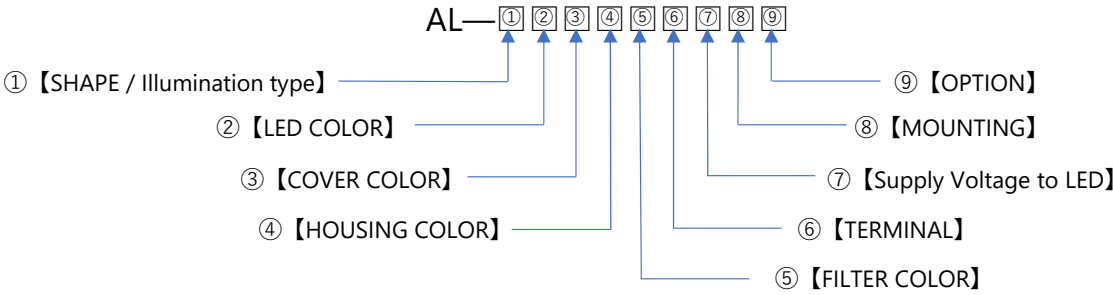 AL—①②③④⑤⑥⑦⑧⑨
①【SHAPE / Illumination type】
⑨【OPTION】
②【LED COLOR】
⑧【MOUNTING】
③【COVER COLOR】
⑦【Supply Voltage to LED】
④【HOUSING COLOR】
⑥【TERMINAL】
⑤【FILTER COLOR】